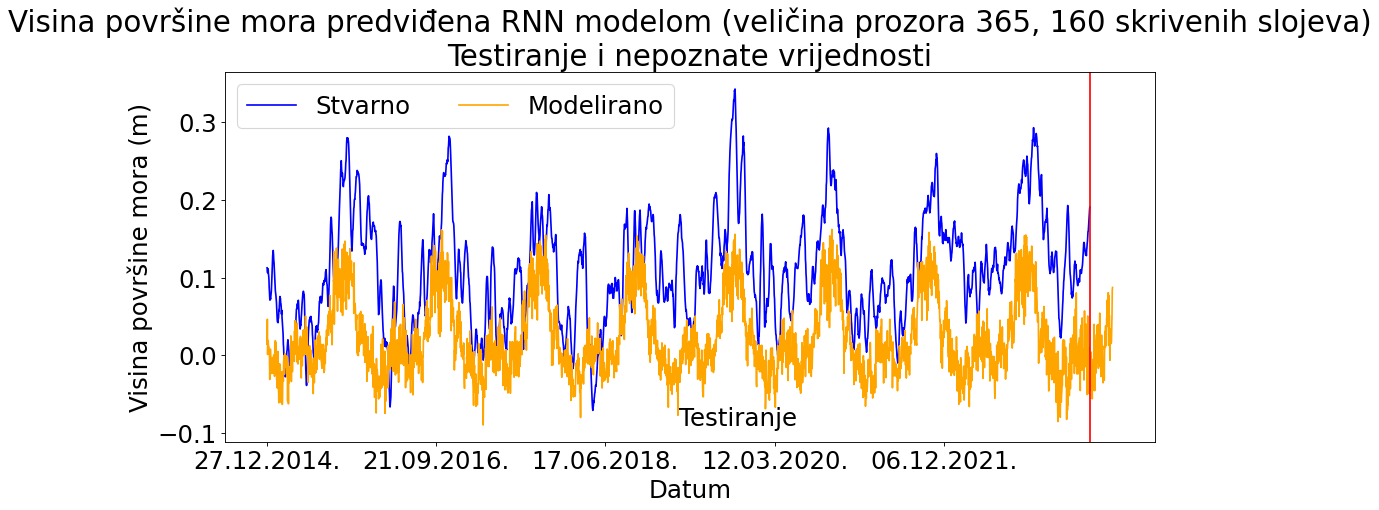 Visina površine mora predviđena RNN modelom (veličina prozora 365, 160 skrivenih slojeva)
Testiranje i nepoznate vrijednosti
Stvarno
Modelirano
Visina površine mora (m)
0.3
0.2
0.1
0.0
−0.1
Testiranje
27.12.2014.
21.09.2016.
17.06.2018.
12.03.2020.
06.12.2021.
Datum